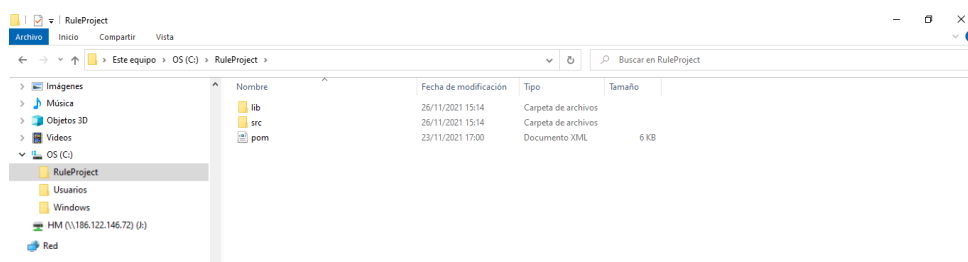 RuleProject
Archivo Inicio Compartir Vista
Este equipo > OS (C:) > RuleProject >
Buscar en RuleProject
Imágenes
Música
Objetos 3D
Videos
OS (C:)
RuleProject
Usuarios
Windows
HM (\\186.122.146.72) (J:)
Red
Nombre Fecha de modificación Tipo Tamaño
lib 26/11/2021 15:14 Carpeta de archivos
src 26/11/2021 15:14 Carpeta de archivos
pom 23/11/2021 17:00 Documento XML 6 KB